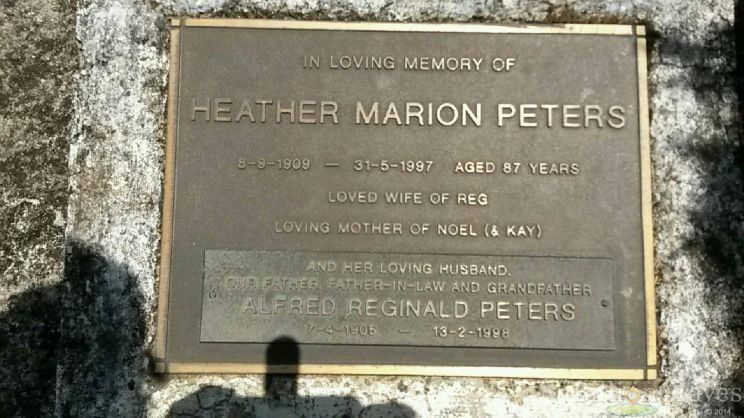 IN LOVING MEMORY OF
HEATHER MARION PETERS
8-9-1909 — 31-5-1997 AGED 87 YEARS
LOVED WIFE OF REG
LOVING MOTHER OF NOEL (& KAY)
AND HER LOVING HUSBAND,
OUR FATHER, FATHER-IN-LAW AND GRANDFATHER
ALFRED REGINALD PETERS
7-4-1905 — 13-2-1998
© 2014